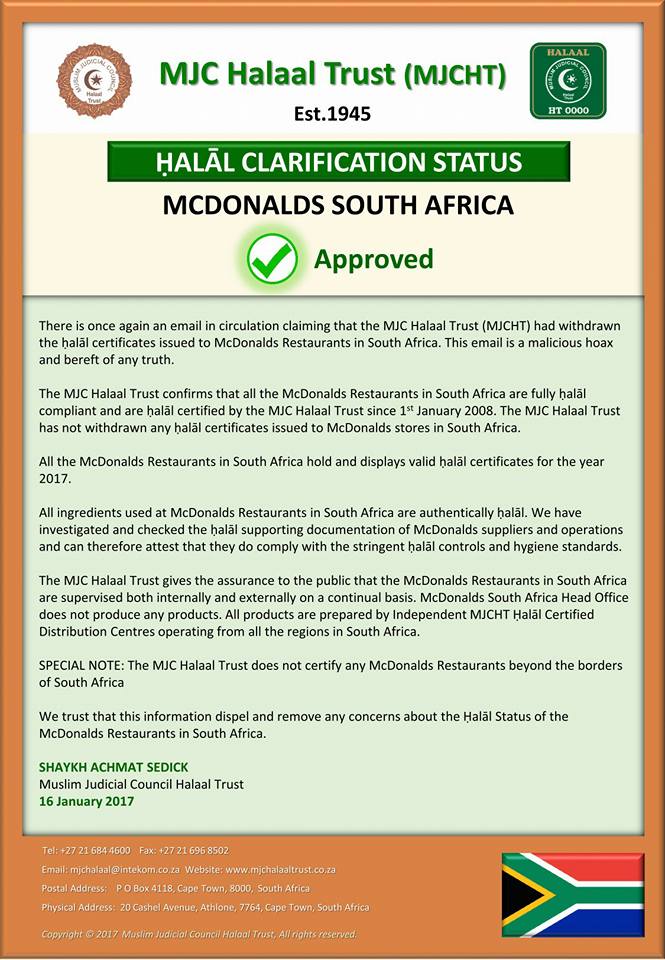 MUSLIM JUDICIAL COUNCIL
Halaal
Trust
MJC Halaal Trust (MJCHT)
Est.1945
HALAAL
MUSLIM JUDICIAL COUNCIL
Halaal
Trust
HT 0000
ḤALĀL CLARIFICATION STATUS
MCDONALDS SOUTH AFRICA
Approved
There is once again an email in circulation claiming that the MJC Halaal Trust (MJCHT) had withdrawn
the ḥalāl certificates issued to McDonalds Restaurants in South Africa. This email is a malicious hoax
and bereft of any truth.
The MJC Halaal Trust confirms that all the McDonalds Restaurants in South Africa are fully ḥalāl
compliant and are ḥalāl certified by the MJC Halaal Trust since 1st January 2008. The MJC Halaal Trust
has not withdrawn any ḥalāl certificates issued to McDonalds stores in South Africa.
All the McDonalds Restaurants in South Africa hold and displays valid ḥalāl certificates for the year
2017.
All ingredients used at McDonalds Restaurants in South Africa are authentically ḥalāl. We have
investigated and checked the ḥalāl supporting documentation of McDonalds suppliers and operations
and can therefore attest that they do comply with the stringent ḥalāl controls and hygiene standards.
The MJC Halaal Trust gives the assurance to the public that the McDonalds Restaurants in South Africa
are supervised both internally and externally on a continual basis. McDonalds South Africa Head Office
does not produce any products. All products are prepared by Independent MJCHT Ḥalāl Certified
Distribution Centres operating from all the regions in South Africa.
SPECIAL NOTE: The MJC Halaal Trust does not certify any McDonalds Restaurants beyond the borders
of South Africa
We trust that this information dispel and remove any concerns about the Ḥalāl Status of the
McDonalds Restaurants in South Africa.
SHAYKH ACHMAT SEDICK
Muslim Judicial Council Halaal Trust
16 January 2017
Tel: +27 21 684 4600 Fax: +27 21 696 8502
Email: mjchalaal@intekom.co.za Website: www.mjchalaaltrust.co.za
Postal Address: P O Box 4118, Cape Town, 8000, South Africa
Physical Address: 20 Cashel Avenue, Athlone, 7764, Cape Town, South Africa
Copyright © 2017 Muslim Judicial Council Halaal Trust, All rights reserved.